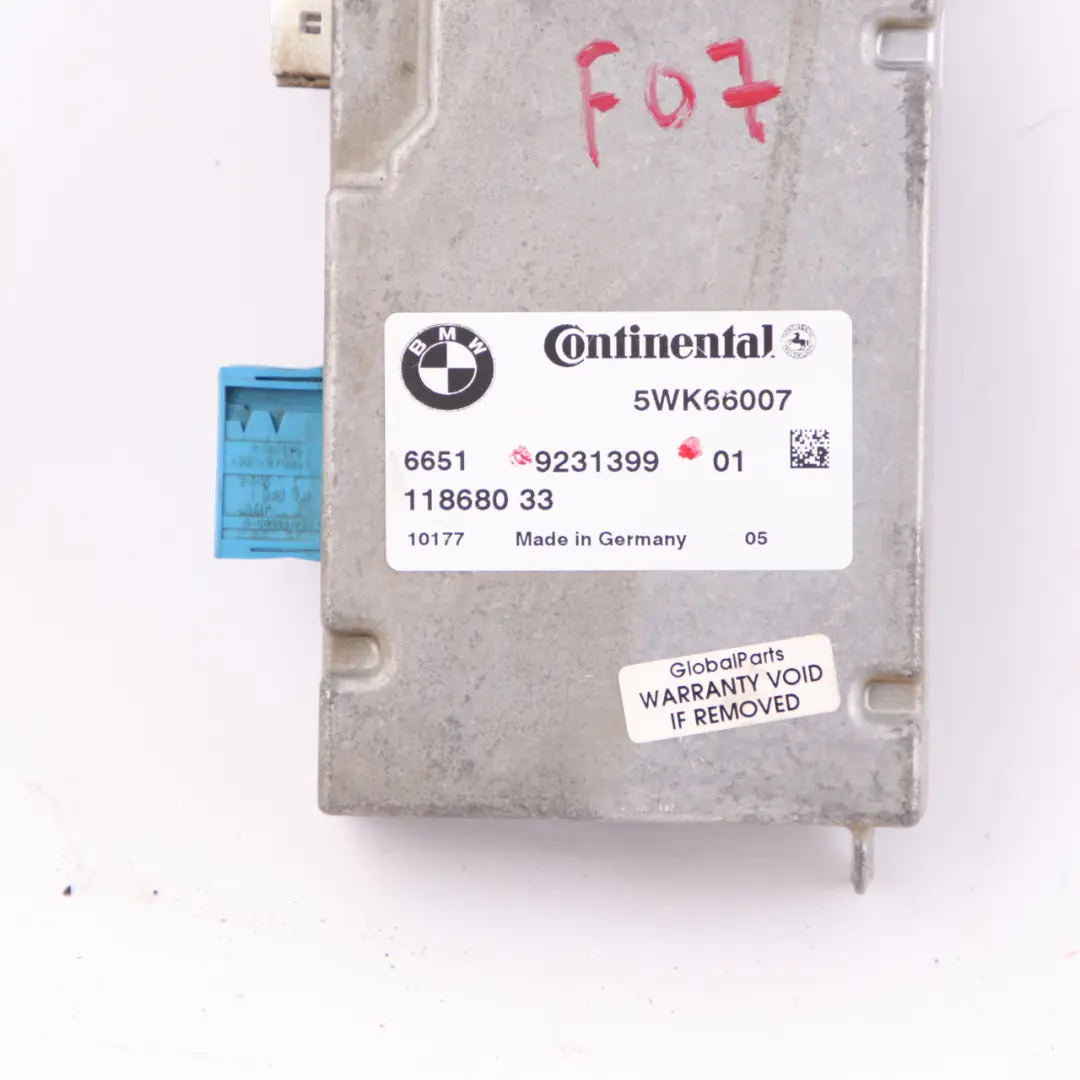 F07
BMW
Continental
5WK66007
6651 9231399 01
118680 33
10177 Made in Germany 05
GlobalParts
WARRANTY VOID
IF REMOVED